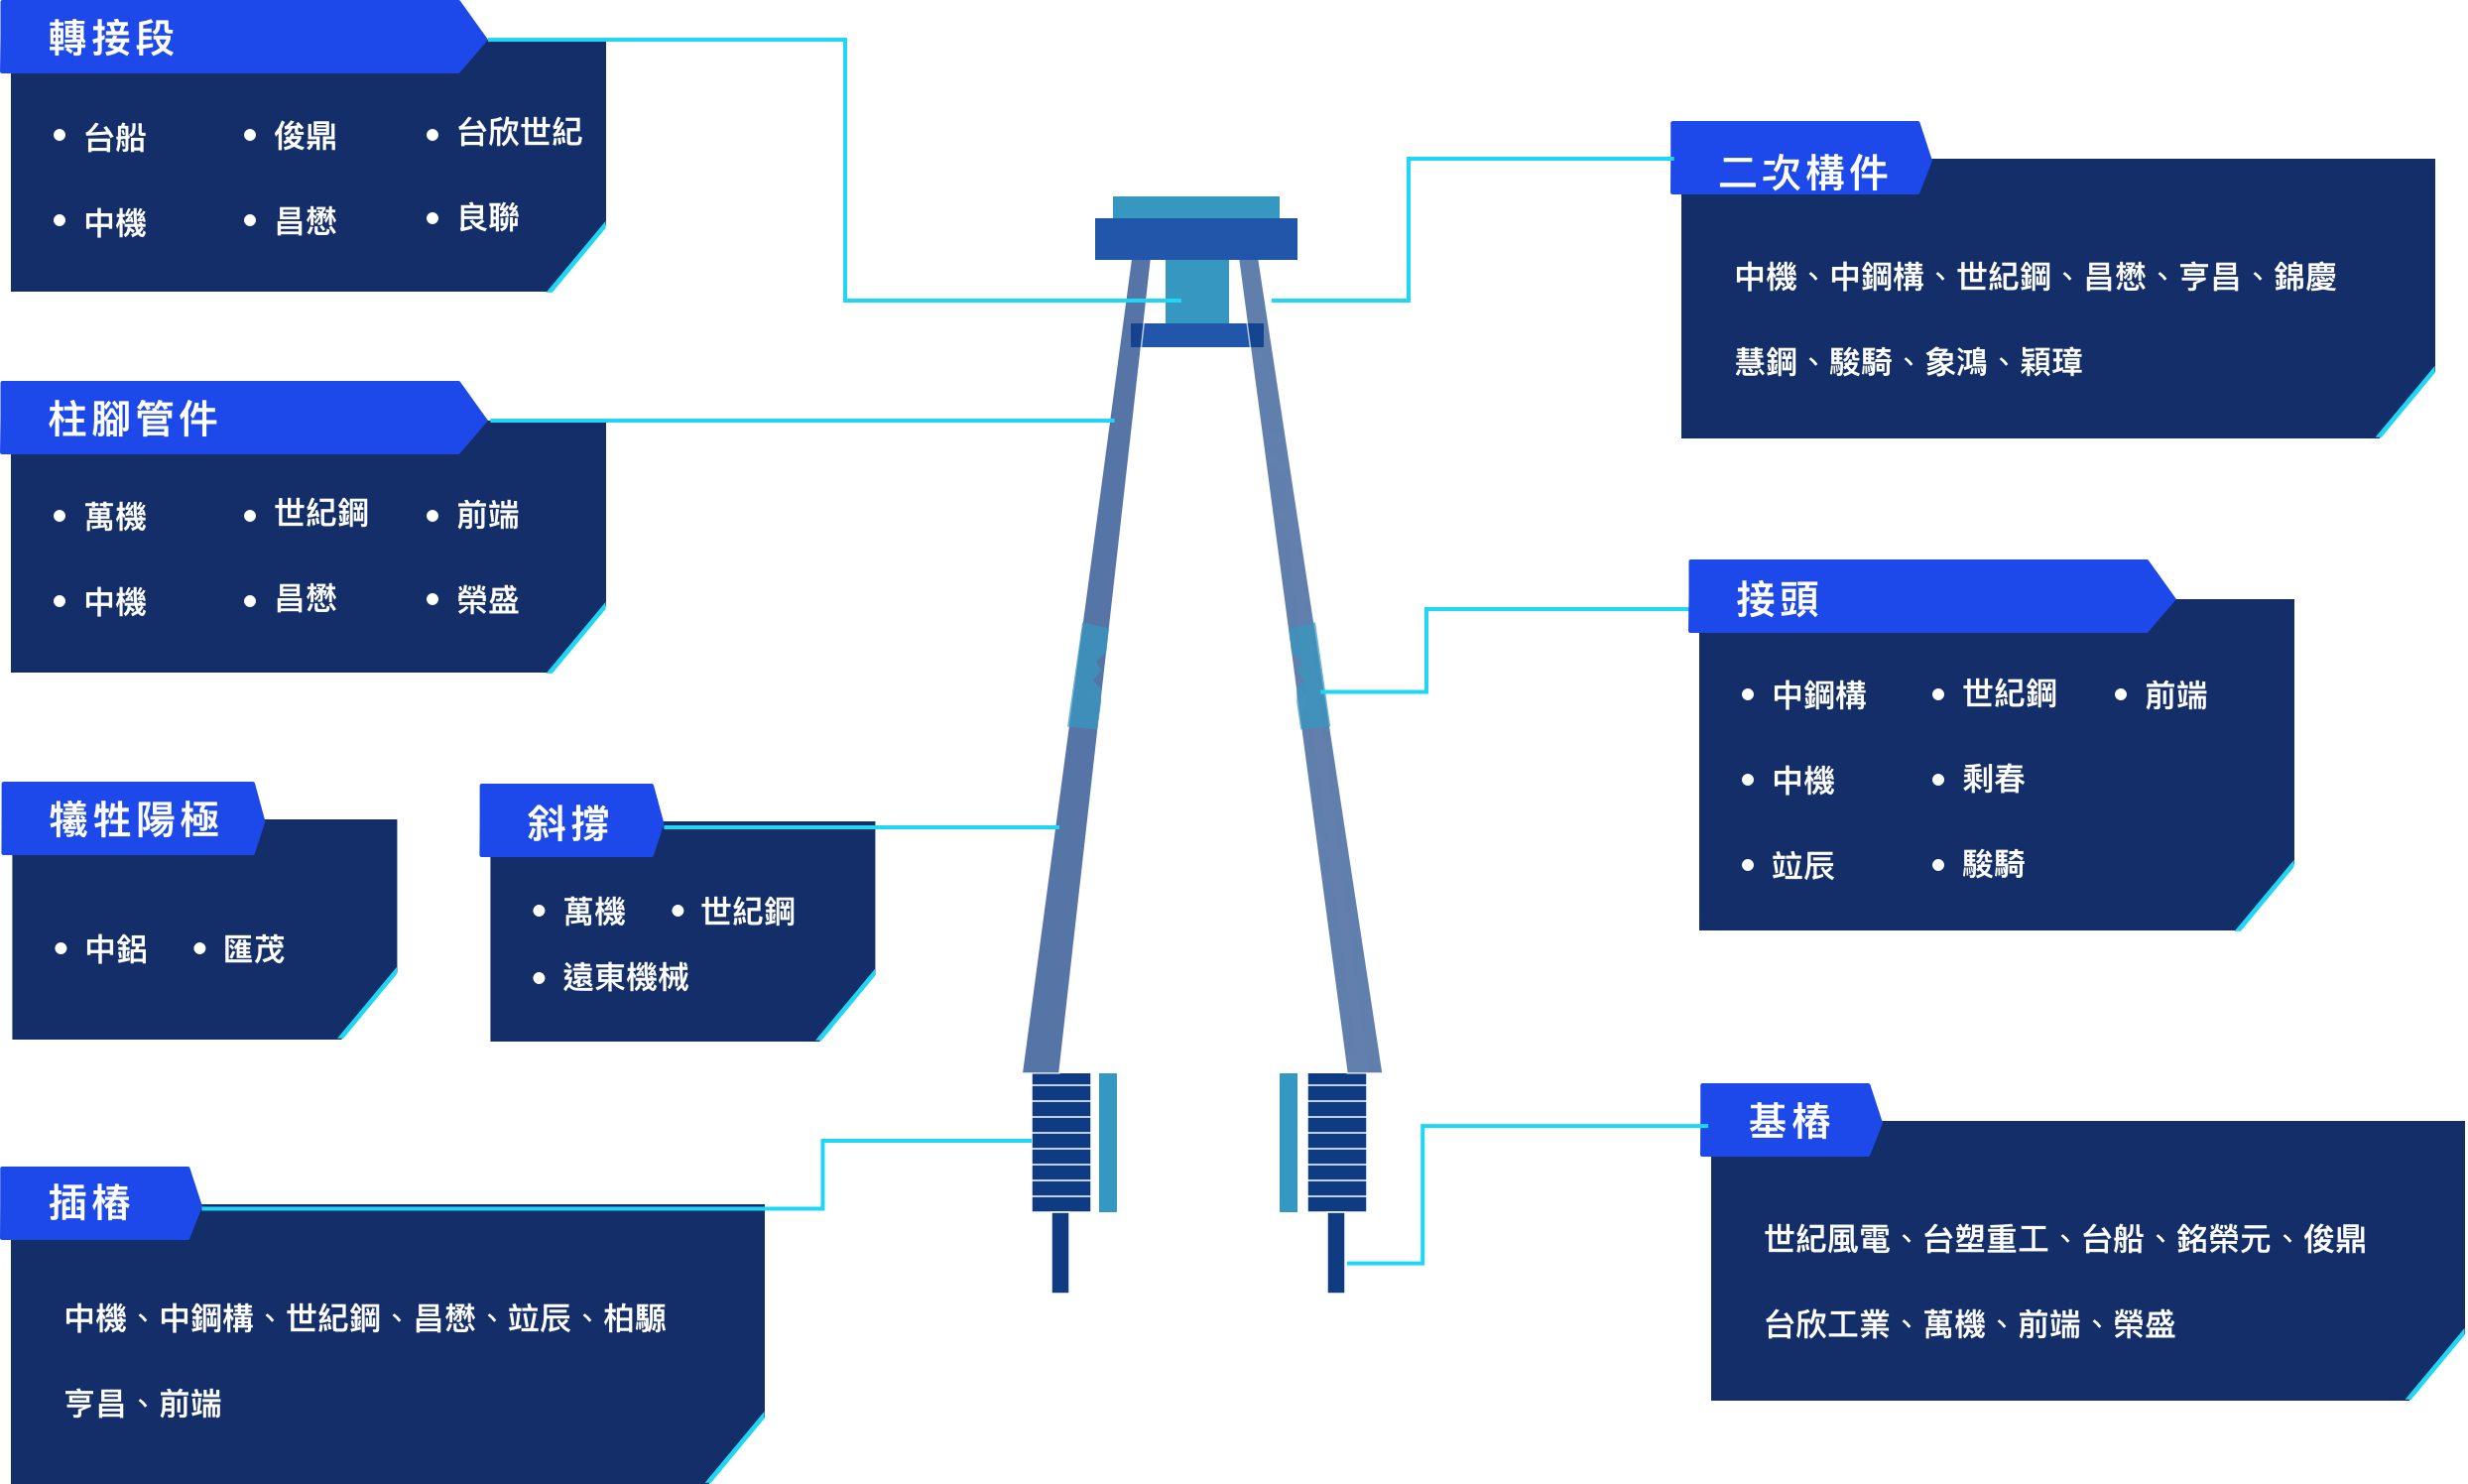 轉接段
台船
俊鼎
台欣世紀
中機
昌懋
良聯
柱腳管件
萬機
世紀鋼
前端
中機
昌懋
榮盛
犧牲陽極
中鋁
匯茂
斜撐
萬機
世紀鋼
遠東機械
插樁
中機、中鋼構、世紀鋼、昌懋、竝辰、柏騵
亨昌、前端
二次構件
中機、中鋼構、世紀鋼、昌懋、亨昌、錦慶
慧鋼、駿騎、象鴻、穎璋
接頭
中鋼構
世紀鋼
前端
中機
剩春
竝辰
駿騎
基樁
世紀風電、台塑重工、台船、銘榮元、俊鼎
台欣工業、萬機、前端、榮盛